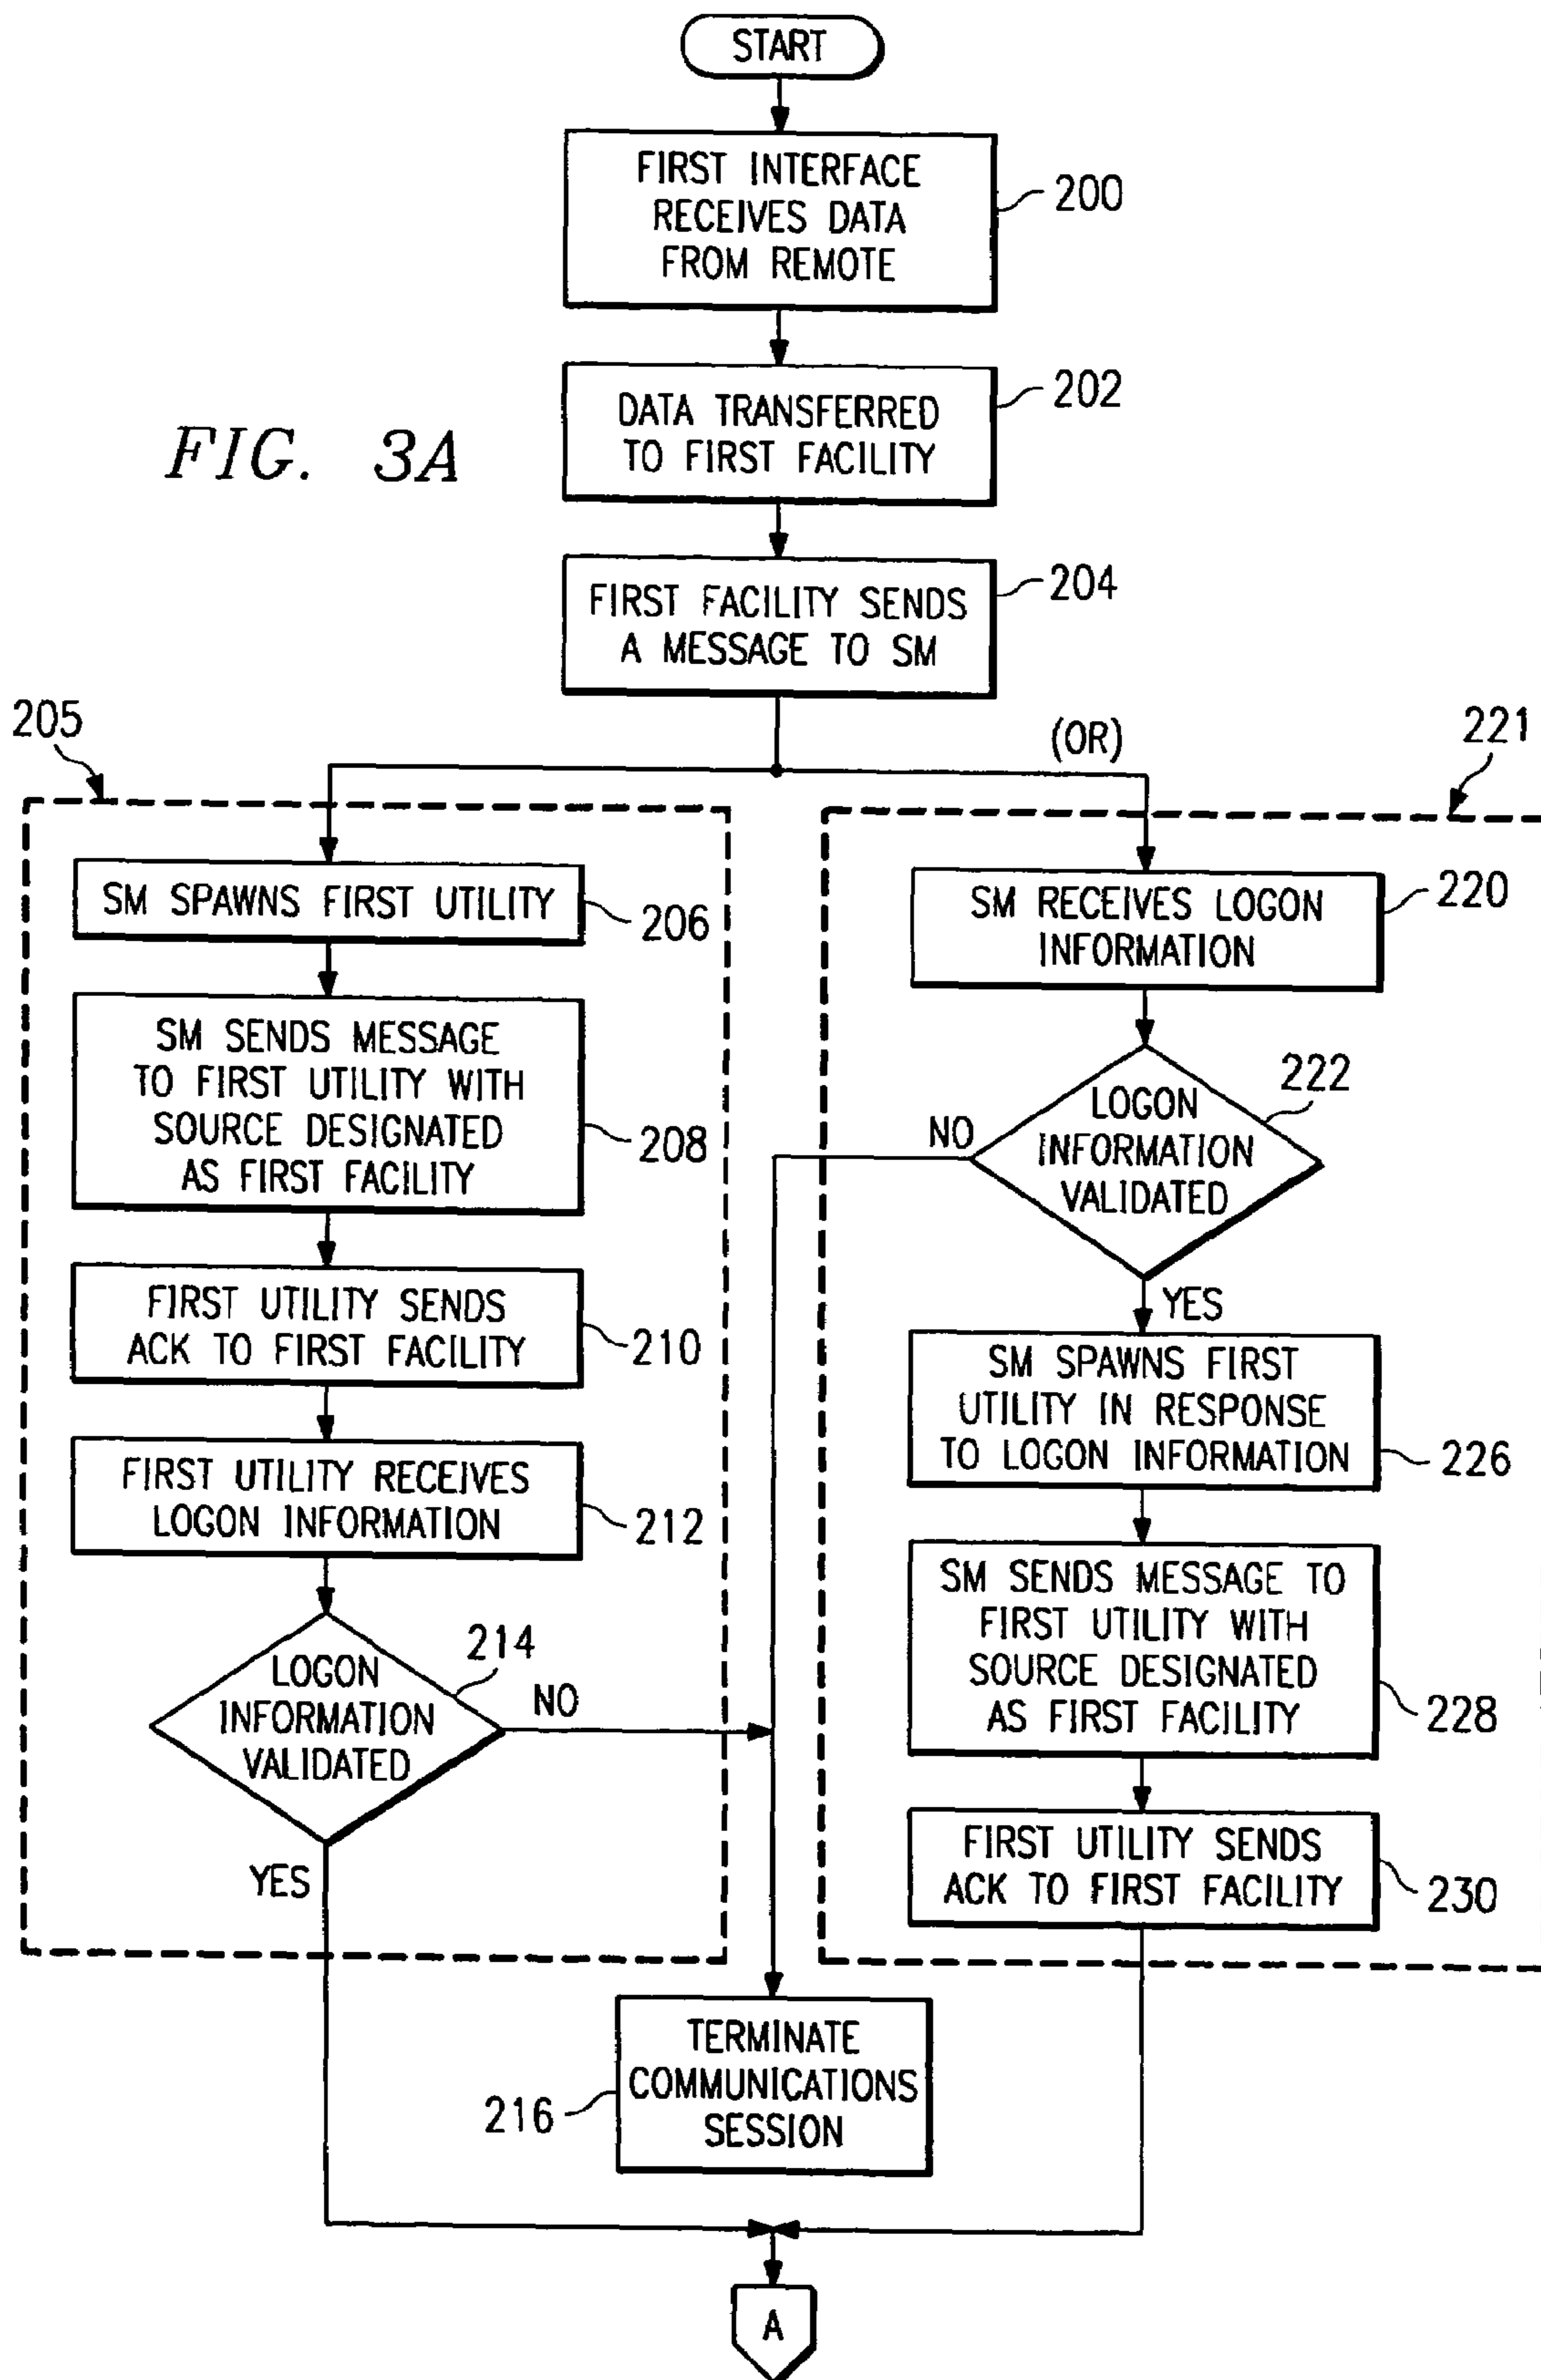 START
FIRST INTERFACE
RECEIVES DATA
FROM REMOTE
200
DATA TRANSFERRED
TO FIRST FACILITY
202
FIG. 3A
FIRST FACILITY SENDS
A MESSAGE TO SM
204
205
(OR)
221
SM SPAWNS FIRST UTILITY
206
SM SENDS MESSAGE
TO FIRST UTILITY WITH
SOURCE DESIGNATED
AS FIRST FACILITY
208
FIRST UTILITY SENDS
ACK TO FIRST FACILITY
210
FIRST UTILITY RECEIVES
LOGON INFORMATION
212
LOGON
INFORMATION
VALIDATED
214
NO
YES
SM RECEIVES LOGON
INFORMATION
220
LOGON
INFORMATION
VALIDATED
222
NO
YES
SM SPAWNS FIRST
UTILITY IN RESPONSE
TO LOGON INFORMATION
226
SM SENDS MESSAGE TO
FIRST UTILITY WITH
SOURCE DESIGNATED
AS FIRST FACILITY
228
FIRST UTILITY SENDS
ACK TO FIRST FACILITY
230
TERMINATE
COMMUNICATIONS
SESSION
216
A